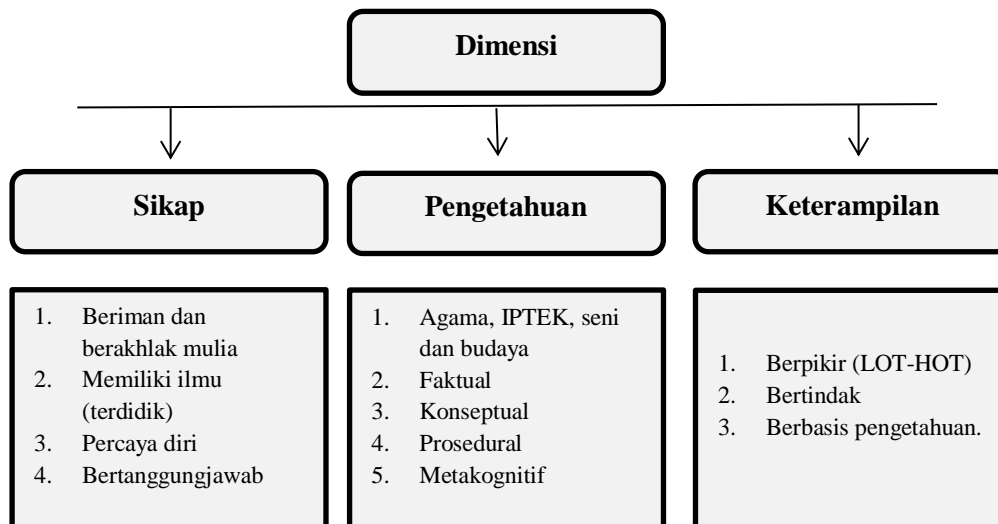 Dimensi
Sikap
Pengetahuan
Keterampilan
1. Beriman dan
berakhlak mulia
2. Memiliki ilmu
(terdidik)
3. Percaya diri
4. Bertanggungjawab
1. Agama, IPTEK, seni
dan budaya
2. Faktual
3. Konseptual
4. Prosedural
5. Metakognitif
1. Berpikir (LOT-HOT)
2. Bertindak
3. Berbasis pengetahuan.